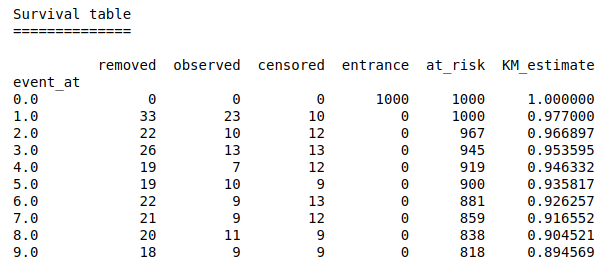 Survival table
==============
removed observed censored entrance at_risk KM_estimate
event_at
0.0 0 0 0 1000 1000 1.000000
1.0 33 23 10 0 1000 0.977000
2.0 22 10 12 0 967 0.966897
3.0 26 13 13 0 945 0.953595
4.0 19 7 12 0 919 0.946332
5.0 19 10 9 0 900 0.935817
6.0 22 9 13 0 881 0.926257
7.0 21 9 12 0 859 0.916552
8.0 20 11 9 0 838 0.904521
9.0 18 9 9 0 818 0.894569